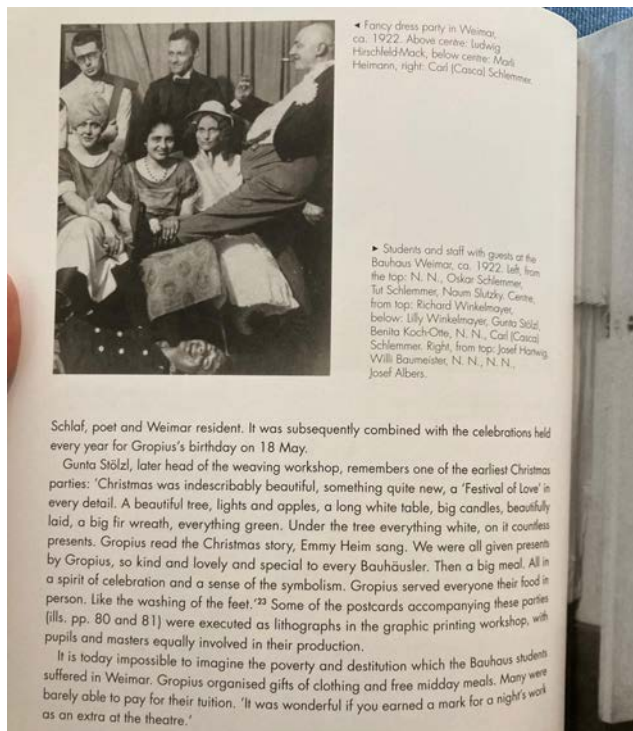 ◄ Fancy dress party in Weimar,
ca. 1922. Above centre: Ludwig
Hirschfeld-Mack, below centre: Marli
Heimann, right: Carl (Casca) Schlemmer.
► Students and staff with guests at the
Bauhaus Weimar, ca. 1922. Left, from
the top: N. N., Oskar Schlemmer,
Tut Schlemmer, Naum Slutzky. Centre,
from top: Richard Winkelmayer,
below: Lilly Winkelmayer, Gunta Stölzl,
Benita Koch-Otte, N. N., Carl (Casca)
Schlemmer. Right, from top: Josef Hartwig,
Willi Baumeister, N. N., N. N.,
Josef Albers.
Schlaf, poet and Weimar resident. It was subsequently combined with the celebrations held
every year for Gropius's birthday on 18 May.
Gunta Stölzl, later head of the weaving workshop, remembers one of the earliest Christmas
parties: 'Christmas was indescribably beautiful, something quite new, a 'Festival of Love' in
every detail. A beautiful tree, lights and apples, a long white table, big candles, beautifully
laid, a big fir wreath, everything green. Under the tree everything white, on it countless
presents. Gropius read the Christmas story, Emmy Heim sang. We were all given presents
by Gropius, so kind and lovely and special to every Bauhäusler. Then a big meal. All in
a spirit of celebration and a sense of the symbolism. Gropius served everyone their food in
person. Like the washing of the feet.'²³ Some of the postcards accompanying these parties
(ills. pp. 80 and 81) were executed as lithographs in the graphic printing workshop, with
pupils and masters equally involved in their production.
It is today impossible to imagine the poverty and destitution which the Bauhaus students
suffered in Weimar. Gropius organised gifts of clothing and free midday meals. Many were
barely able to pay for their tuition. 'It was wonderful if you earned a mark for a night's work
as an extra at the theatre.'